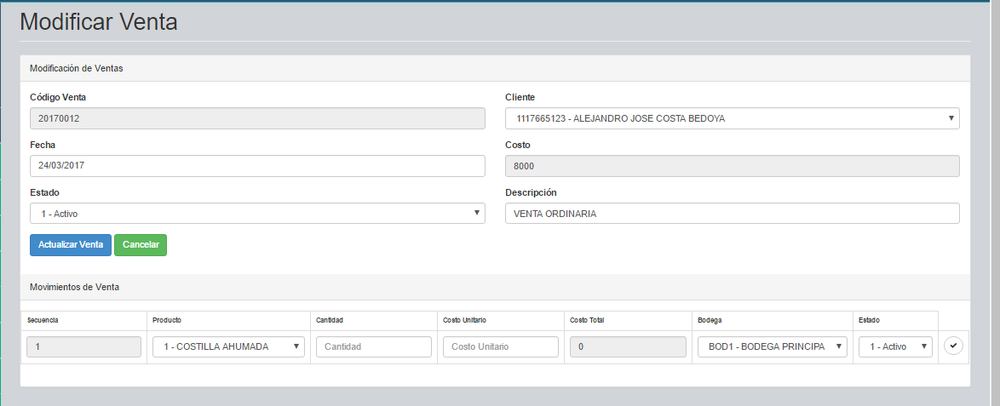 Modificar Venta
Modificación de Ventas
Código Venta
Cliente
20170012
1117665123 - ALEJANDRO JOSE COSTA BEDOYA
Fecha
Costo
24/03/2017
8000
Estado
Descripción
1 - Activo
VENTA ORDINARIA
Actualizar Venta Cancelar
Movimientos de Venta
Secuencia Producto Cantidad Costo Unitario Costo Total Bodega Estado
1 1 - COSTILLA AHUMADA Cantidad Costo Unitario 0 BOD1 - BODEGA PRINCIPA 1 - Activo